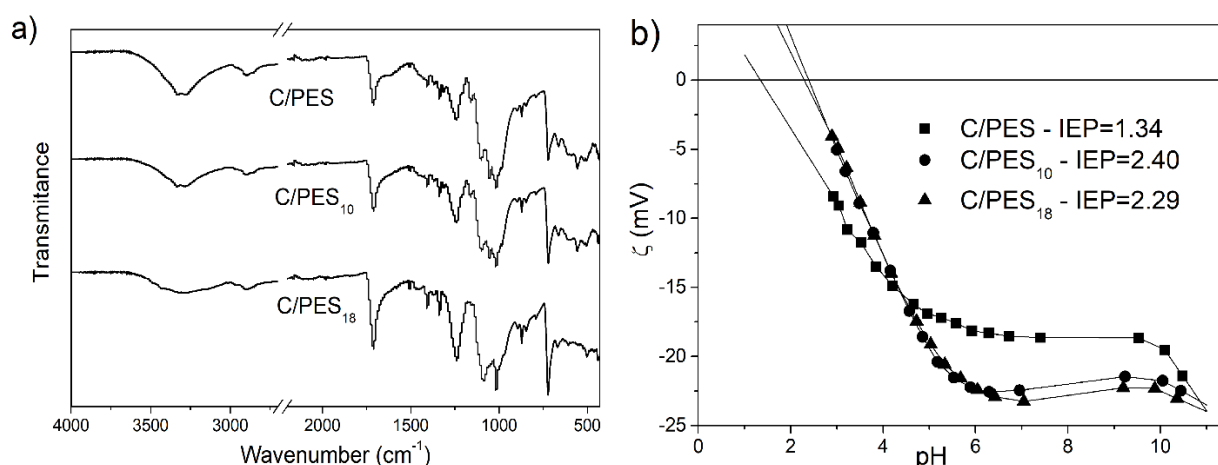 a)
Transmitance
C/PES
C/PES10
C/PES18
4000 3500 3000 2000 1500 1000 500
Wavenumber (cm-1)
b)
ζ (mV)
0
-5
-10
-15
-20
-25
C/PES - IEP=1.34
C/PES10 - IEP=2.40
C/PES18 - IEP=2.29
0 2 4 6 8 10
pH